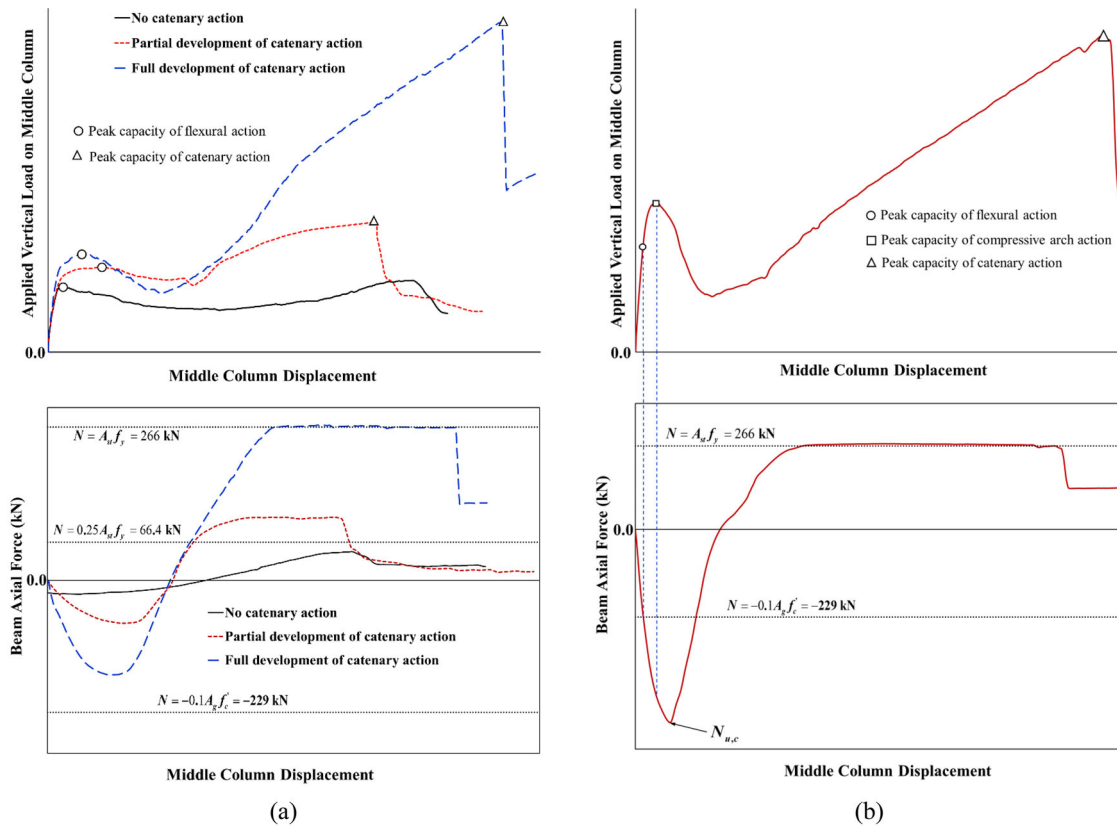 No catenary action
Partial development of catenary action
Full development of catenary action
Peak capacity of flexural action
Peak capacity of catenary action
Applied Vertical Load on Middle Column
0.0
Middle Column Displacement
N = A_st f_y = 266 kN
N = 0.25A_st f_y = 66.4 kN
0.0
Beam Axial Force (kN)
No catenary action
Partial development of catenary action
Full development of catenary action
N = -0.1A_g f_c' = -229 kN
Middle Column Displacement
(a)
Applied Vertical Load on Middle Column
Peak capacity of flexural action
Peak capacity of compressive arch action
Peak capacity of catenary action
0.0
Middle Column Displacement
N = A_st f_y = 266 kN
0.0
Beam Axial Force (kN)
N = -0.1A_g f_c' = -229 kN
N_u,c
Middle Column Displacement
(b)